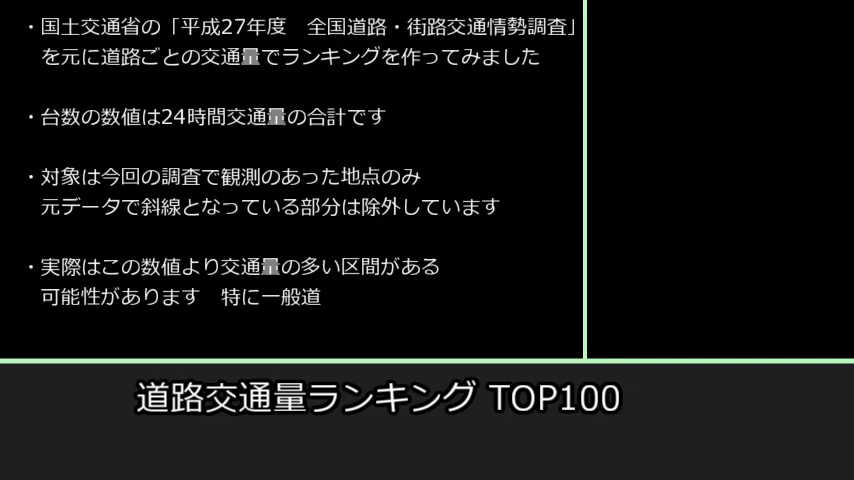 ・国土交通省の「平成27年度　全国道路・街路交通情勢調査」
を元に道路ごとの交通量でランキングを作ってみました
・台数の数値は24時間交通量の合計です
・対象は今回の調査で観測のあった地点のみ
元データで斜線となっている部分は除外しています
・実際はこの数値より交通量の多い区間がある
可能性があります　特に一般道
道路交通量ランキング TOP100